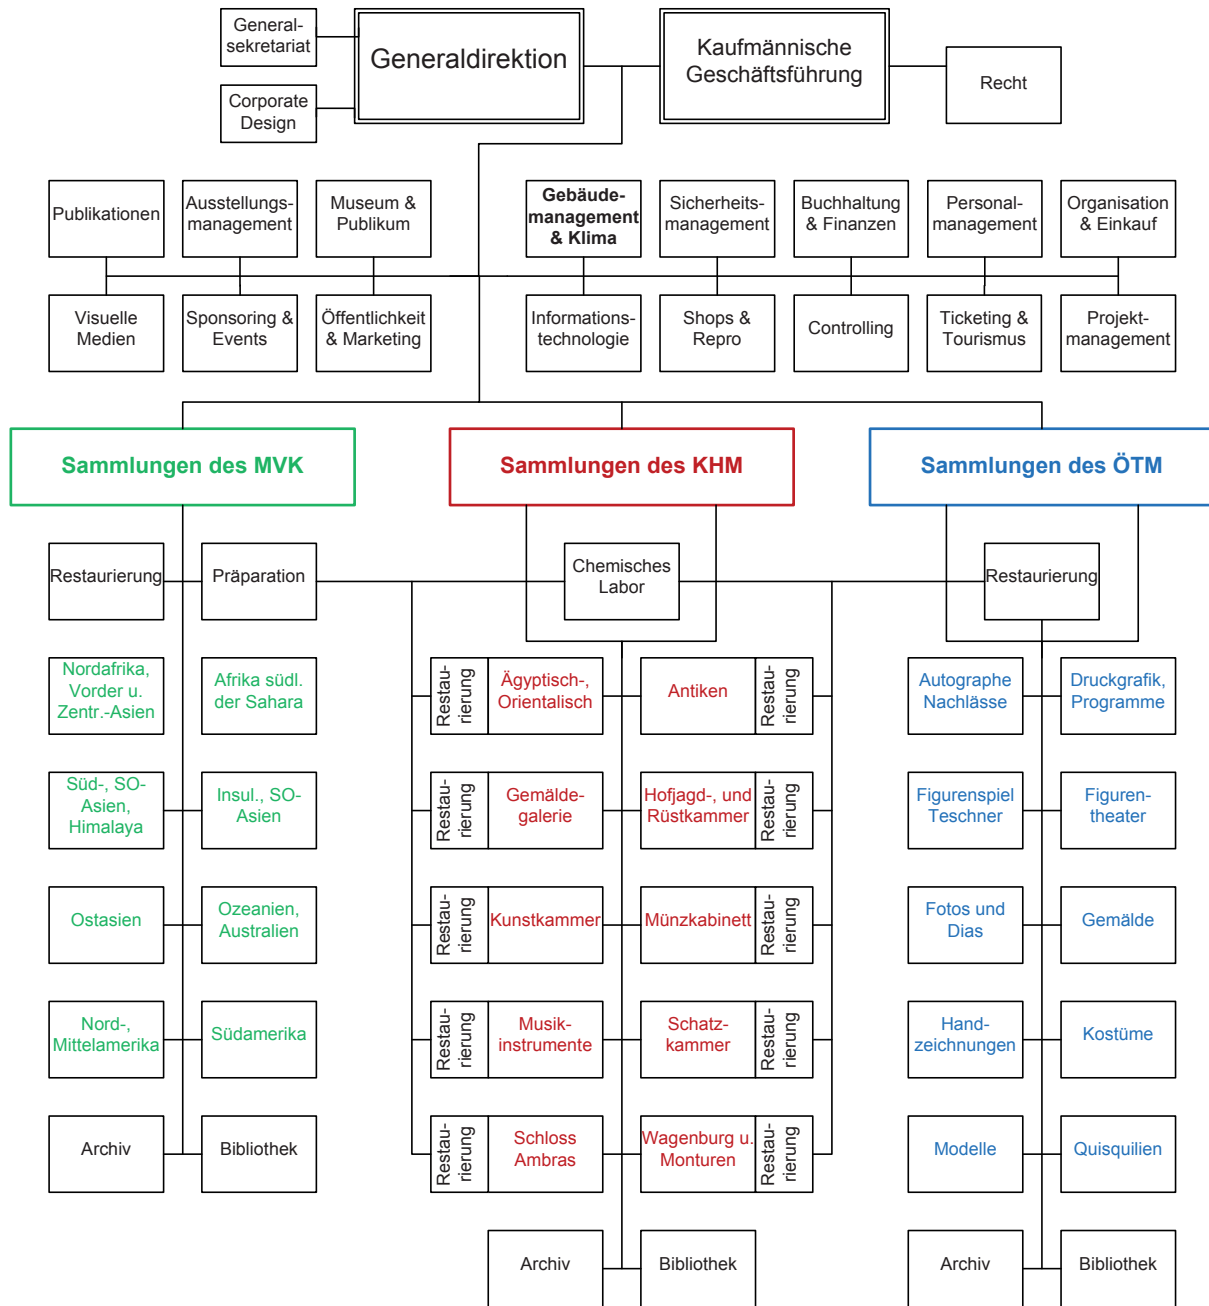 General-
sekretariat
Generaldirektion
Kaufmännische
Geschäftsführung
Recht
Corporate
Design
Publikationen
Ausstellungs-
management
Museum &
Publikum
Gebäude-
management
& Klima
Sicherheits-
management
Buchhaltung
& Finanzen
Personal-
management
Organisation
& Einkauf
Visuelle
Medien
Sponsoring &
Events
Öffentlichkeit
& Marketing
Informations-
technologie
Shops &
Repro
Controlling
Ticketing &
Tourismus
Projekt-
management
Sammlungen des MVK
Sammlungen des KHM
Sammlungen des ÖTM
Restaurierung
Präparation
Chemisches
Labor
Restaurierung
Nordafrika,
Vorder u.
Zentr.-Asien
Afrika südl.
der Sahara
Restau-
rierung
Ägyptisch-,
Orientalisch
Antiken
Restau-
rierung
Autographe
Nachlässe
Druckgrafik,
Programme
Süd-, SO-
Asien,
Himalaya
Insul., SO-
Asien
Restau-
rierung
Gemälde-
galerie
Hofjagd-, und
Rüstkammer
Restau-
rierung
Figurenspiel
Teschner
Figuren-
theater
Ostasien
Ozeanien,
Australien
Restau-
rierung
Kunstkammer
Münzkabinett
Restau-
rierung
Fotos und
Dias
Gemälde
Nord-,
Mittelamerika
Südamerika
Restau-
rierung
Musik-
instrumente
Schatz-
kammer
Restau-
rierung
Hand-
zeichnungen
Kostüme
Archiv
Bibliothek
Restau-
rierung
Schloss
Ambras
Wagenburg u.
Monturen
Restau-
rierung
Modelle
Quisquilien
Archiv
Bibliothek
Archiv
Bibliothek